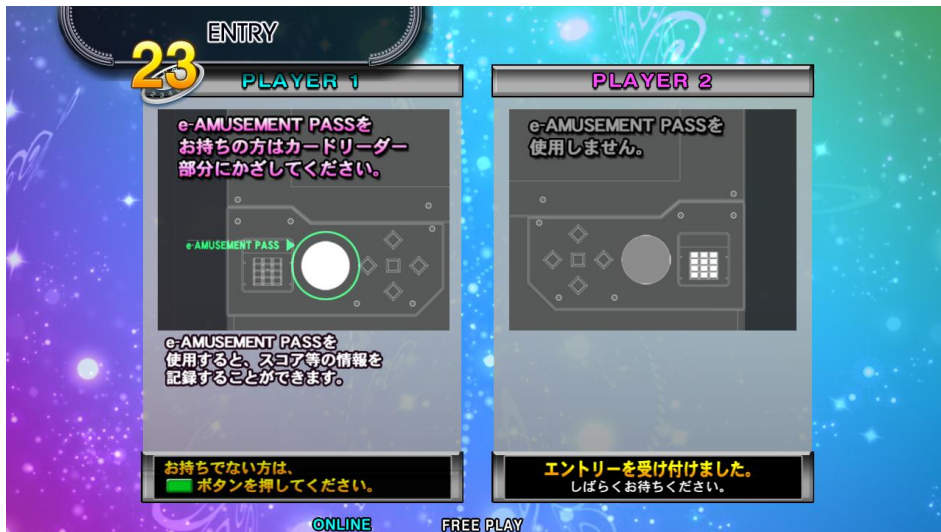 ENTRY
23
PLAYER 1
e-AMUSEMENT PASSを
お持ちの方はカードリーダー
部分にかざしてください。
e-AMUSEMENT PASS
e-AMUSEMENT PASSを
使用すると、スコア等の情報を
記録することができます。
お持ちでない方は、
ボタンを押してください。
PLAYER 2
e-AMUSEMENT PASSを
使用しません。
エントリーを受け付けました。
しばらくお待ちください。
ONLINE
FREE PLAY